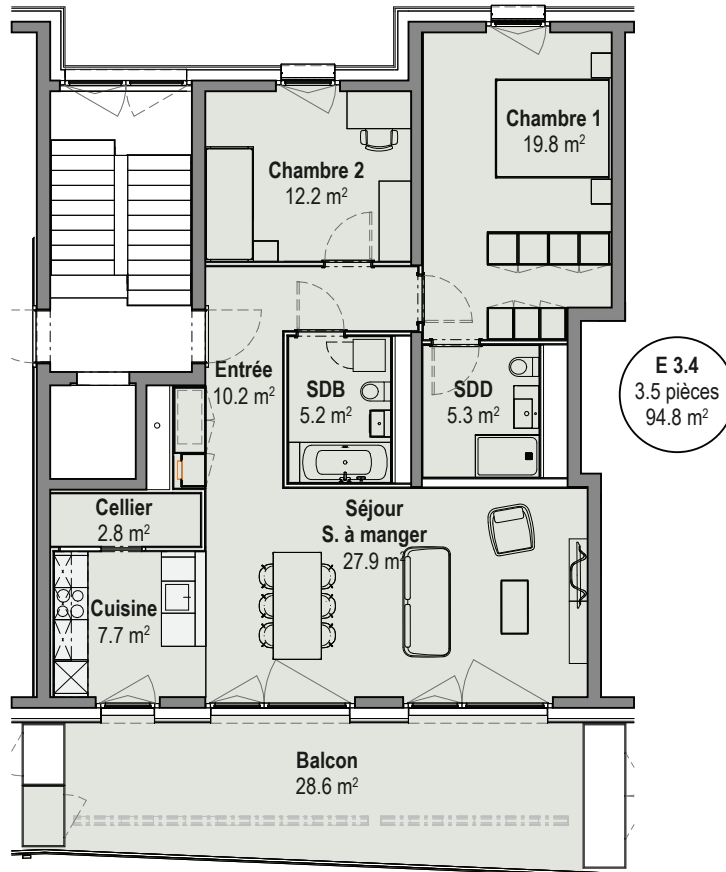 Chambre 1
19.8 m²
Chambre 2
12.2 m²
E 3.4
3.5 pièces
94.8 m²
Entrée
10.2 m²
SDB
5.2 m²
SDD
5.3 m²
Cellier
2.8 m²
Séjour
S. à manger
27.9 m²
Cuisine
7.7 m²
Balcon
28.6 m²